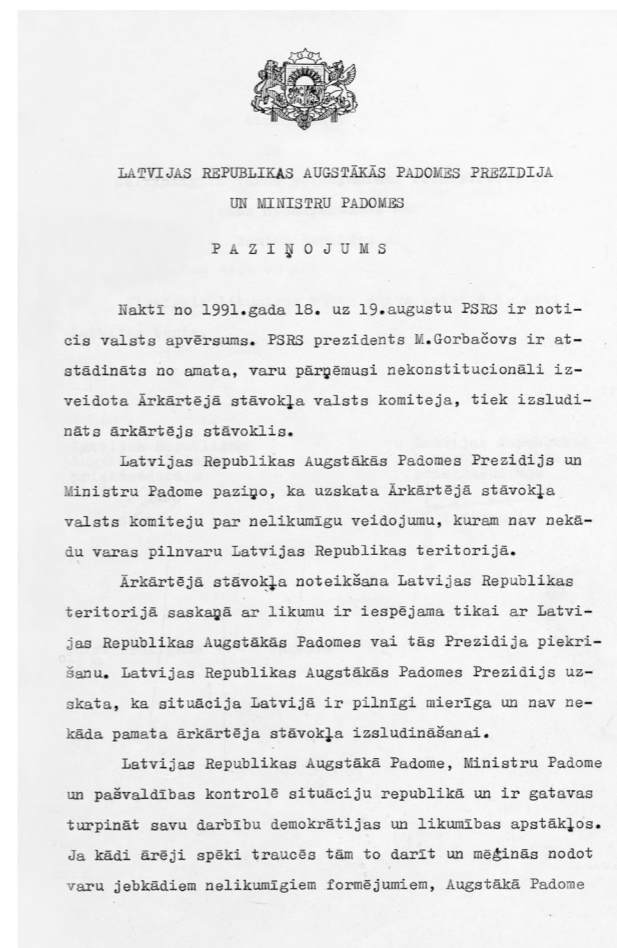 LATVIJAS REPUBLIKAS AUGSTĀKĀS PADOMES PREZIDIJA
UN MINISTRU PADOMES
P A Z I Ņ O J U M S
Naktī no 1991.gada 18. uz 19.augustu PSRS ir noti-
cis valsts apvērsums. PSRS prezidents M.Gorbačovs ir at-
stādināts no amata, varu pārņēmusi nekonstitucionāli iz-
veidota Ārkārtējā stāvokļa valsts komiteja, tiek izsludi-
nāts ārkārtējs stāvoklis.
Latvijas Republikas Augstākās Padomes Prezidijs un
Ministru Padome paziņo, ka uzskata Ārkārtējā stāvokļa
valsts komiteju par nelikumīgu veidojumu, kuram nav nekā-
du varas pilnvaru Latvijas Republikas teritorijā.
Ārkārtējā stāvokļa noteikšana Latvijas Republikas
teritorijā saskaņā ar likumu ir iespējama tikai ar Latvi-
jas Republikas Augstākās Padomes vai tās Prezidija piekri-
šanu. Latvijas Republikas Augstākās Padomes Prezidijs uz-
skata, ka situācija Latvijā ir pilnīgi mierīga un nav ne-
kāda pamata ārkārtēja stāvokļa izsludināšanai.
Latvijas Republikas Augstākā Padome, Ministru Padome
un pašvaldības kontrolē situāciju republikā un ir gatavas
turpināt savu darbību demokrātijas un likumības apstākļos.
Ja kādi ārēji spēki traucēs tām to darīt un mēģinās nodot
varu jebkādiem nelikumīgiem formējumiem, Augstākā Padome